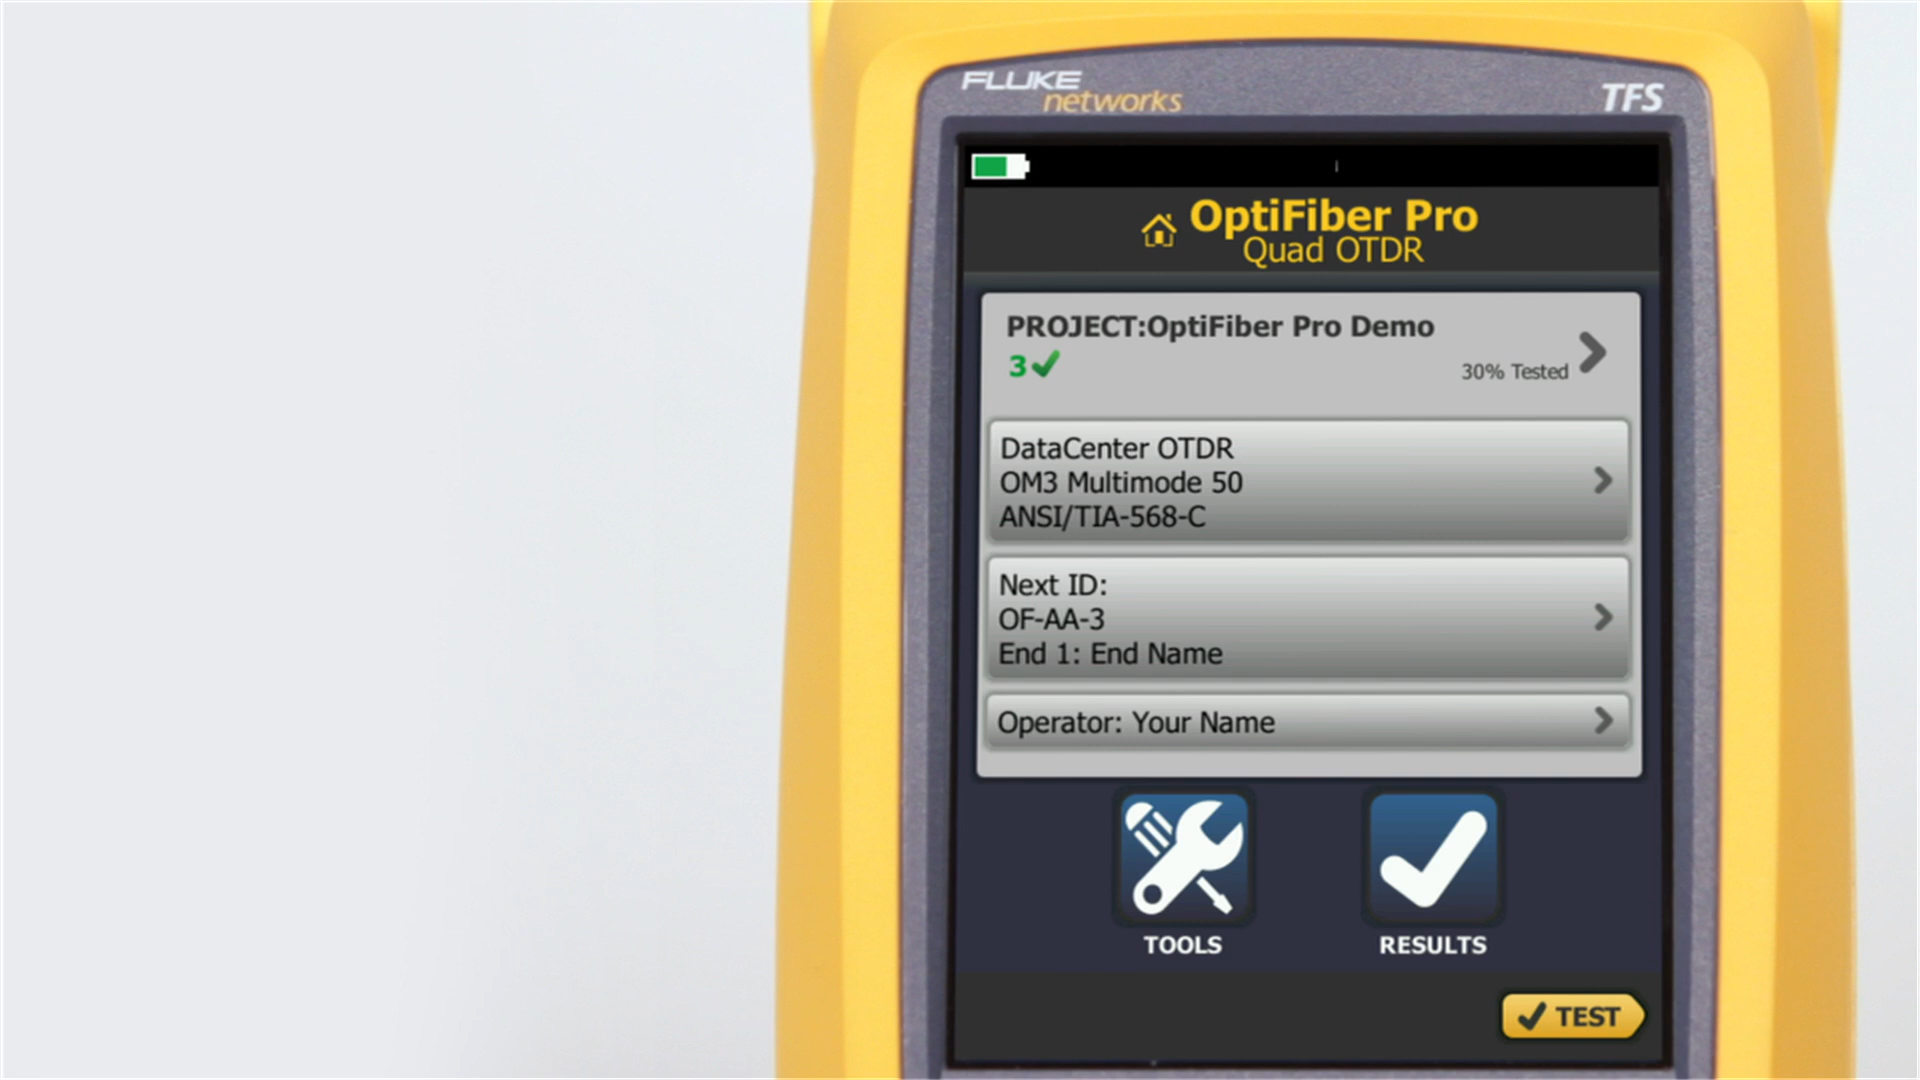 FLUKE
networks
TFS
OptiFiber Pro
Quad OTDR
PROJECT:OptiFiber Pro Demo
3
30% Tested
DataCenter OTDR
OM3 Multimode 50
ANSI/TIA-568-C
Next ID:
OF-AA-3
End 1: End Name
Operator: Your Name
TOOLS
RESULTS
TEST